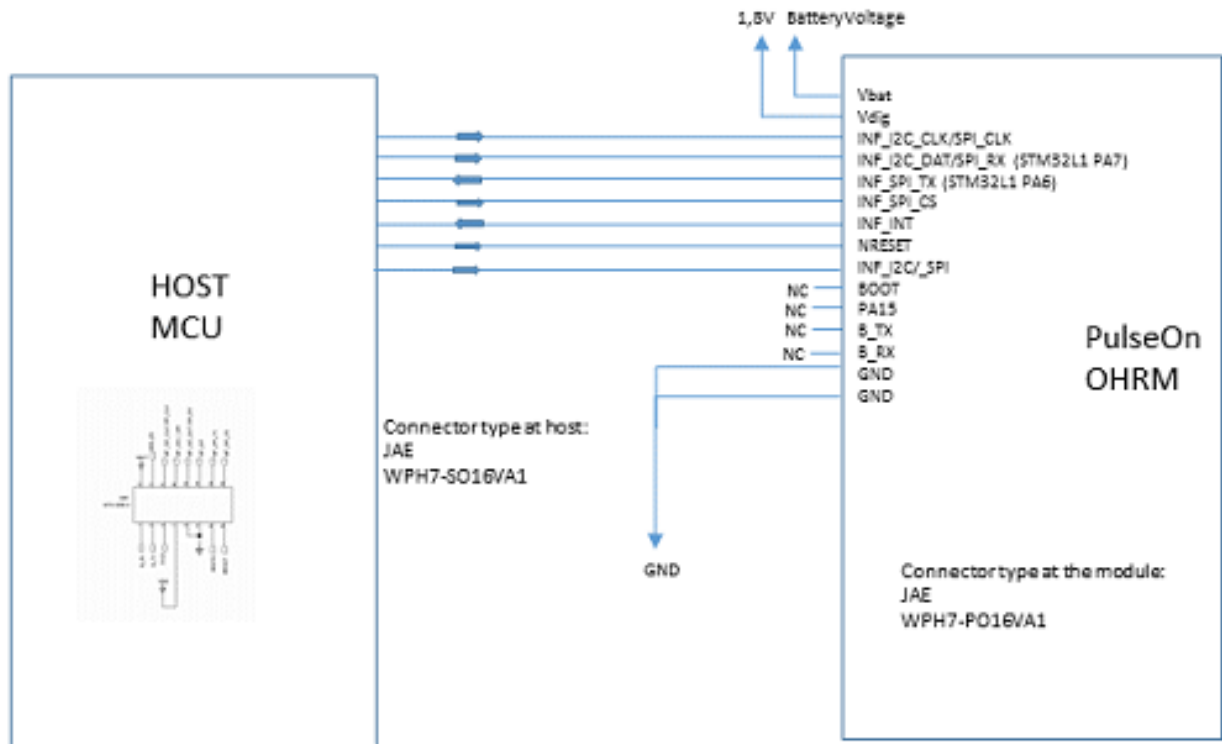 1,8V BatteryVoltage
Vbat
Vdig
INF_I2C_CLK/SPI_CLK
INF_I2C_DAT/SPI_RX (STM32L1 PA7)
INF_SPI_TX (STM32L1 PA6)
INF_SPI_CS
INF_INT
NRESET
INF_I2C/_SPI
NC BOOT
NC PA15
NC B_TX
NC B_RX
GND
GND
HOST
MCU
PulseOn
OHRM
Connector type at host:
JAE
WPH7-SO16VA1
GND
Connector type at the module:
JAE
WPH7-PO16VA1